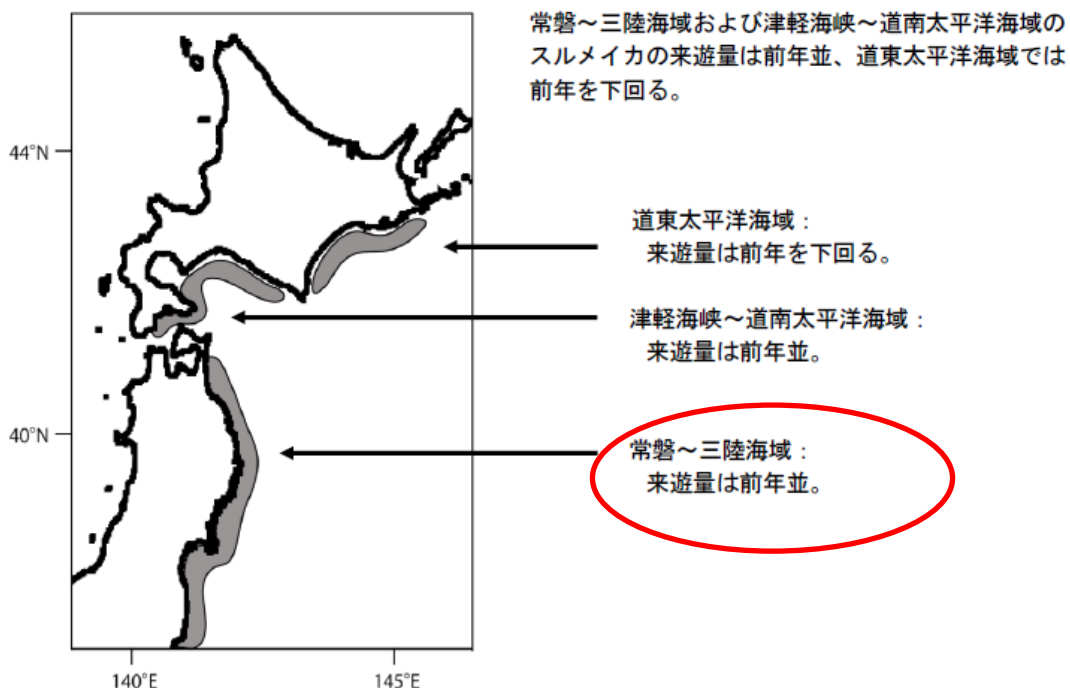 常磐~三陸海域および津軽海峡~道南太平洋海域の
スルメイカの来遊量は前年並、道東太平洋海域では
前年を下回る。
44°N
道東太平洋海域:
来遊量は前年を下回る。
津軽海峡~道南太平洋海域:
来遊量は前年並。
40°N
常磐~三陸海域:
来遊量は前年並。
140°E
145°E